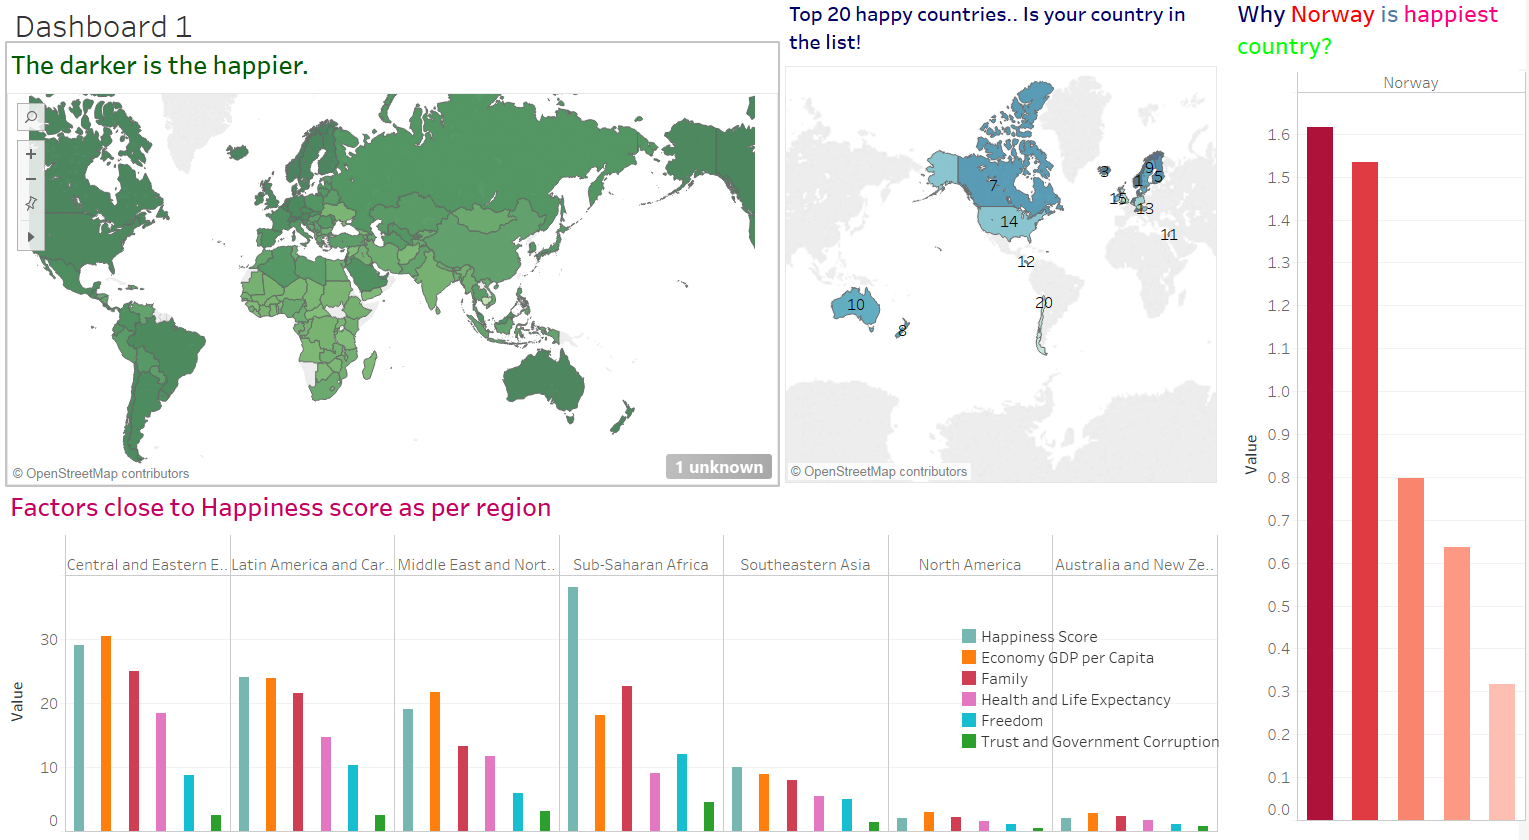 Dashboard 1
The darker is the happier.
© OpenStreetMap contributors
1 unknown
Top 20 happy countries.. Is your country in
the list!
7
14
12
20
10
8
3
9
1
5
15
13
11
© OpenStreetMap contributors
Why Norway is happiest
country?
Norway
Value
1.6
1.5
1.4
1.3
1.2
1.1
1.0
0.9
0.8
0.7
0.6
0.5
0.4
0.3
0.2
0.1
0.0
Factors close to Happiness score as per region
Central and Eastern E..
Latin America and Car..
Middle East and Nort..
Sub-Saharan Africa
Southeastern Asia
North America
Australia and New Ze..
Value
30
20
10
0
Happiness Score
Economy GDP per Capita
Family
Health and Life Expectancy
Freedom
Trust and Government Corruption